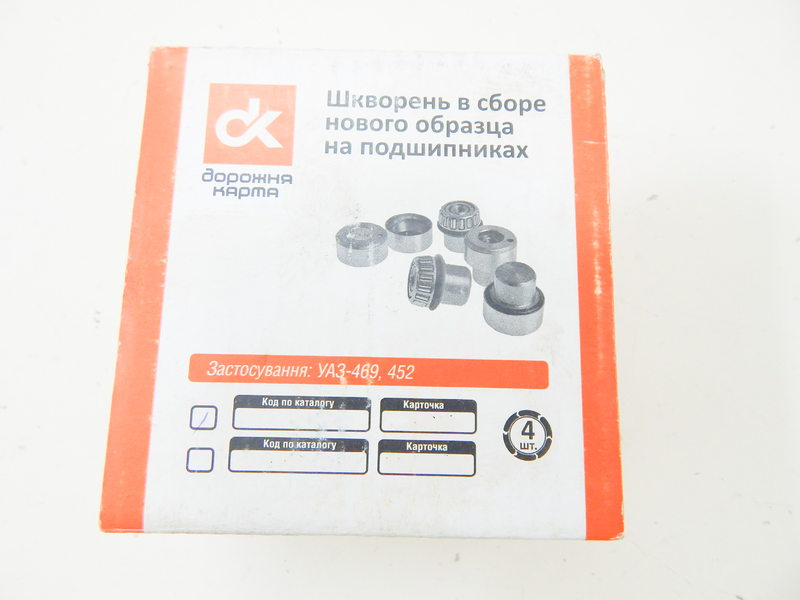 Шкворень в сборе
нового образца
на подшипниках
dk
дорожня
карта
Застосування: УАЗ-469, 452
Код по каталогу
Карточка
Код по каталогу
Карточка
4
шт.